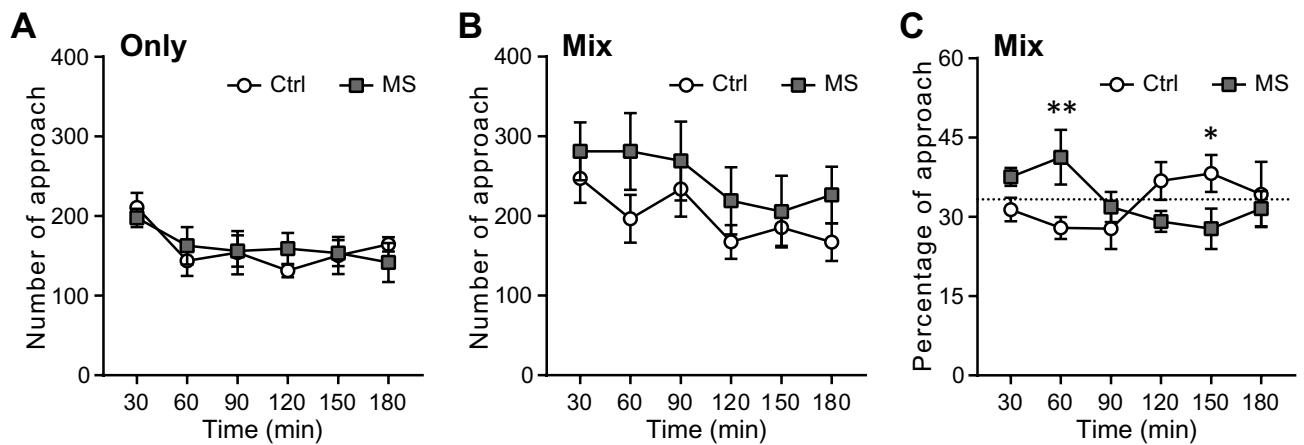 A Only
Ctrl MS
Number of approach
400
300
200
100
0
30 60 90 120 150 180
Time (min)
B Mix
Ctrl MS
Number of approach
400
300
200
100
0
30 60 90 120 150 180
Time (min)
C Mix
Ctrl MS
Percentage of approach
60
45
30
15
0
**
*
30 60 90 120 150 180
Time (min)